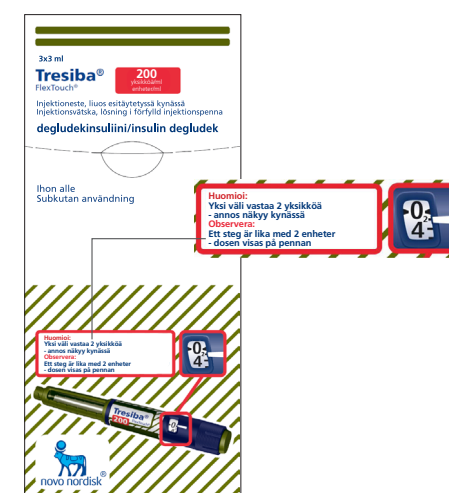 3x3 ml
Tresiba®
FlexTouch®
200
yksikköä/ml
enheter/ml
Injektioneste, liuos esitäytetyssä kynässä
Injektionsvätska, lösning i förfylld injektionspenna
degludekinsuliini/insulin degludek
Ihon alle
Subkutan användning
Huomioi:
Yksi väli vastaa 2 yksikköä
- annos näkyy kynässä
Observera:
Ett steg är lika med 2 enheter
- dosen visas på pennan
0
2
4
Huomioi:
Yksi väli vastaa 2 yksikköä
- annos näkyy kynässä
Observera:
Ett steg är lika med 2 enheter
- dosen visas på pennan
0
2
4
Tresiba®
200
0
novo nordisk®